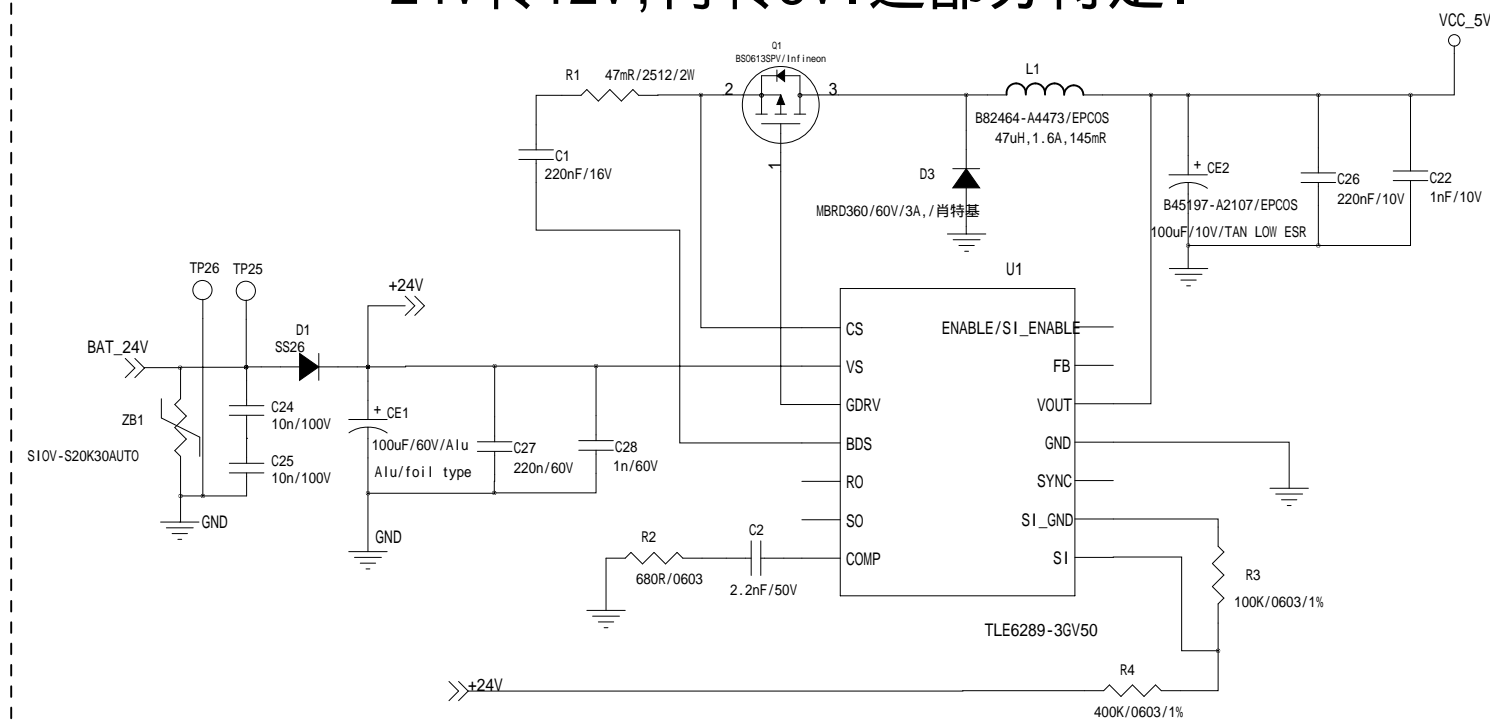 VCC_5V
Q1
BSO613SPV/Infineon
R1 47mR/2512/2W
2
3
L1
B82464-A4473/EPCOS
47uH,1.6A,145mR
C1
220nF/16V
1
D3
MBRD360/60V/3A,/肖特基
+ CE2
B45197-A2107/EPCOS
100uF/10V/TAN LOW ESR
C26
220nF/10V
C22
1nF/10V
U1
TP26
TP25
+24V
BAT_24V
D1
SS26
ZB1
SIOV-S20K30AUTO
C24
10n/100V
C25
10n/100V
+ CE1
100uF/60V/Alu
Alu/foil type
C27
220n/60V
C28
1n/60V
GND
GND
CS
VS
GDRV
BDS
RO
SO
COMP
ENABLE/SI_ENABLE
FB
VOUT
GND
SYNC
SI_GND
SI
R2
680R/0603
C2
2.2nF/50V
R3
100K/0603/1%
TLE6289-3GV50
+24V
R4
400K/0603/1%